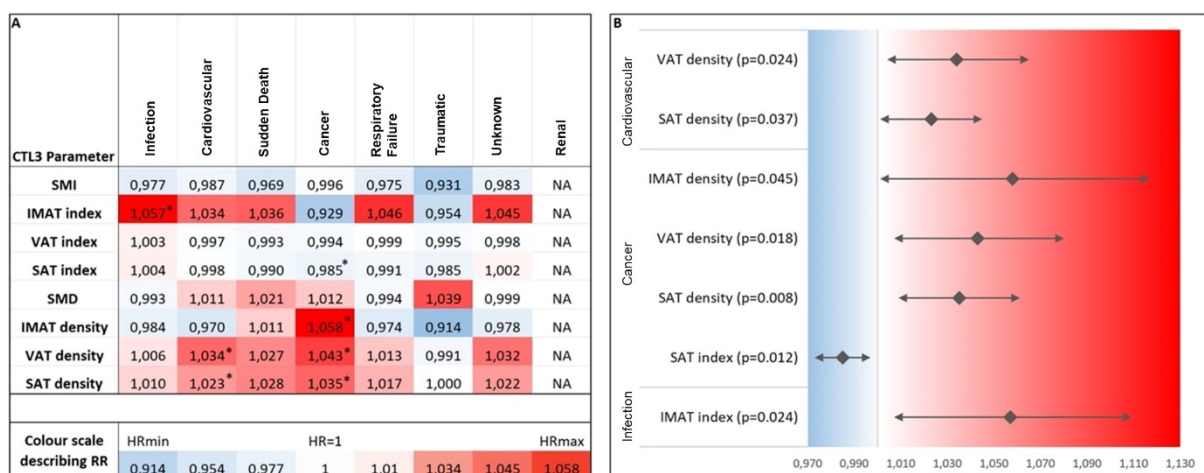 A
CTL3 Parameter Infection Cardiovascular Sudden Death Cancer Respiratory Failure Traumatic Unknown Renal
SMI 0,977 0,987 0,969 0,996 0,975 0,931 0,983 NA
IMAT index 1,057* 1,034 1,036 0,929 1,046 0,954 1,045 NA
VAT index 1,003 0,997 0,993 0,994 0,999 0,995 0,998 NA
SAT index 1,004 0,998 0,990 0,985* 0,991 0,985 1,002 NA
SMD 0,993 1,011 1,021 1,012 0,994 1,039 0,999 NA
IMAT density 0,984 0,970 1,011 1,058* 0,974 0,914 0,978 NA
VAT density 1,006 1,034* 1,027 1,043* 1,013 0,991 1,032 NA
SAT density 1,010 1,023* 1,028 1,035* 1,017 1,000 1,022 NA
Colour scale HRmin HR=1 HRmax
describing RR 0.914 0.954 0.977 1 1.01 1.034 1.045 1.058
B
Cardiovascular
VAT density (p=0.024)
SAT density (p=0.037)
Cancer
IMAT density (p=0.045)
VAT density (p=0.018)
SAT density (p=0.008)
SAT index (p=0.012)
Infection
IMAT index (p=0.024)
0,970 0,990 1,010 1,030 1,050 1,070 1,090 1,110 1,130